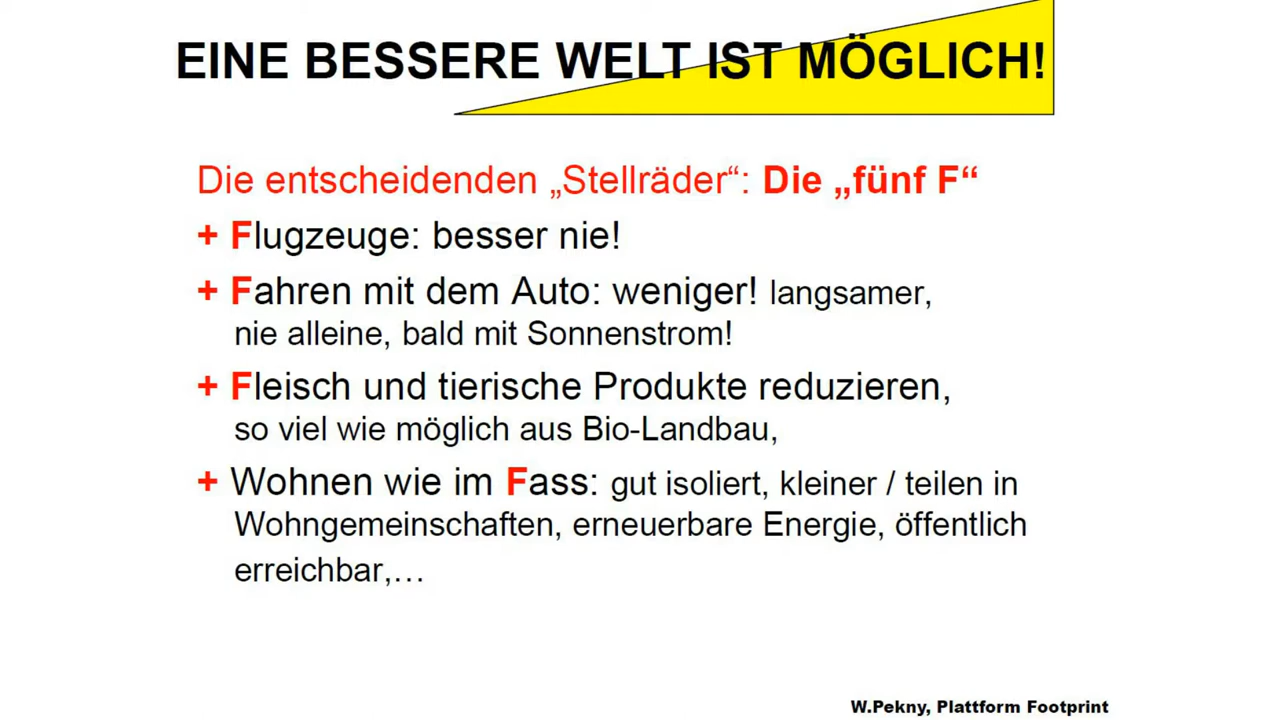 EINE BESSERE WELT IST MÖGLICH!
Die entscheidenden „Stellräder“: Die „fünf F“
+ Flugzeuge: besser nie!
+ Fahren mit dem Auto: weniger! langsamer,
nie alleine, bald mit Sonnenstrom!
+ Fleisch und tierische Produkte reduzieren,
so viel wie möglich aus Bio-Landbau,
+ Wohnen wie im Fass: gut isoliert, kleiner / teilen in
Wohngemeinschaften, erneuerbare Energie, öffentlich
erreichbar,…
W.Pekny, Plattform Footprint